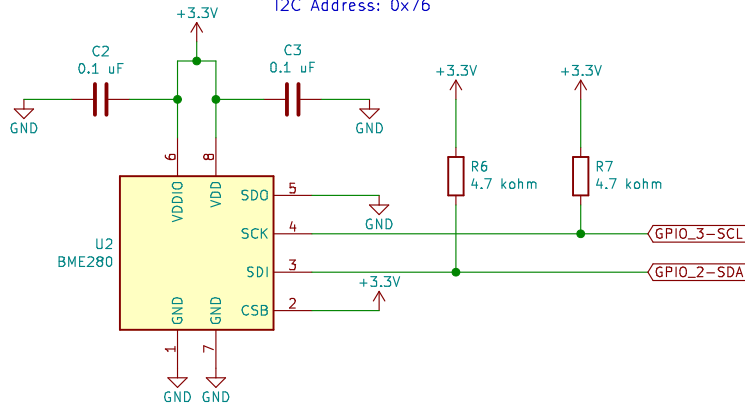 I2C Address: 0x76
+3.3V
C2
0.1 uF
C3
0.1 uF
+3.3V
+3.3V
GND
GND
6
8
R6
4.7 kohm
R7
4.7 kohm
VDDIO
VDD
SDO
5
GND
U2
BME280
SCK
4
GPIO_3-SCL
SDI
3
GPIO_2-SDA
+3.3V
CSB
2
GND
GND
1
7
GND
GND